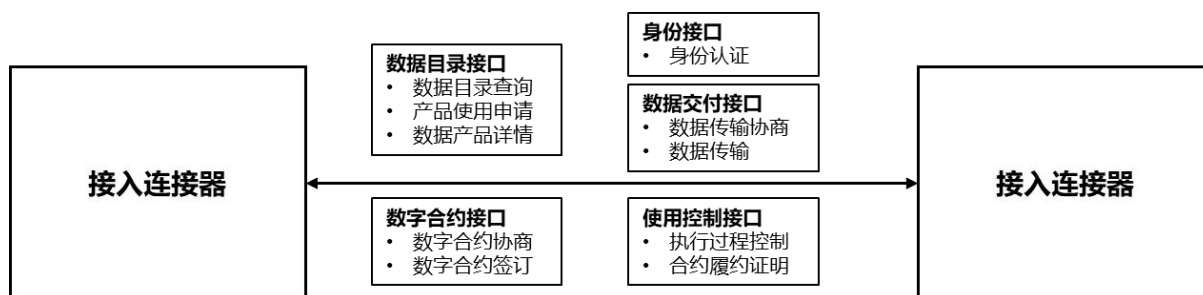 接入连接器
数据目录接口
• 数据目录查询
• 产品使用申请
• 数据产品详情
身份接口
• 身份认证
数据交付接口
• 数据传输协商
• 数据传输
数字合约接口
• 数字合约协商
• 数字合约签订
使用控制接口
• 执行过程控制
• 合约履约证明
接入连接器